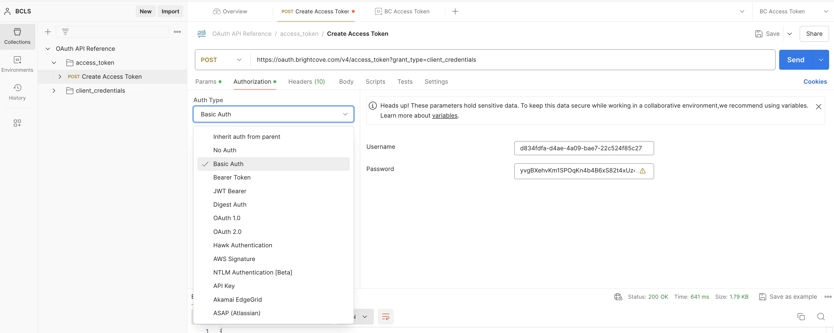 BCLS
New
Import
Overview
POST Create Access Token
BC Access Token
BC Access Token
Collections
Environments
History
OAuth API Reference
access_token
POST Create Access Token
client_credentials
OAuth API Reference / access_token / Create Access Token
Save
Share
POST
https://oauth.brightcove.com/v4/access_token?grant_type=client_credentials
Send
Params
Authorization
Headers (10)
Body
Scripts
Tests
Settings
Cookies
Auth Type
Basic Auth
Inherit auth from parent
No Auth
Basic Auth
Bearer Token
JWT Bearer
Digest Auth
OAuth 1.0
OAuth 2.0
Hawk Authentication
AWS Signature
NTLM Authentication [Beta]
API Key
Akamai EdgeGrid
ASAP (Atlassian)
Heads up! These parameters hold sensitive data. To keep this data secure while working in a collaborative environment,we recommend using variables.
Learn more about variables.
Username
d834fdfa-d4ae-4a09-bae7-22c524f85c27
Password
Status: 200 OK
Time: 641 ms
Size: 1.79 KB
Save as example
1